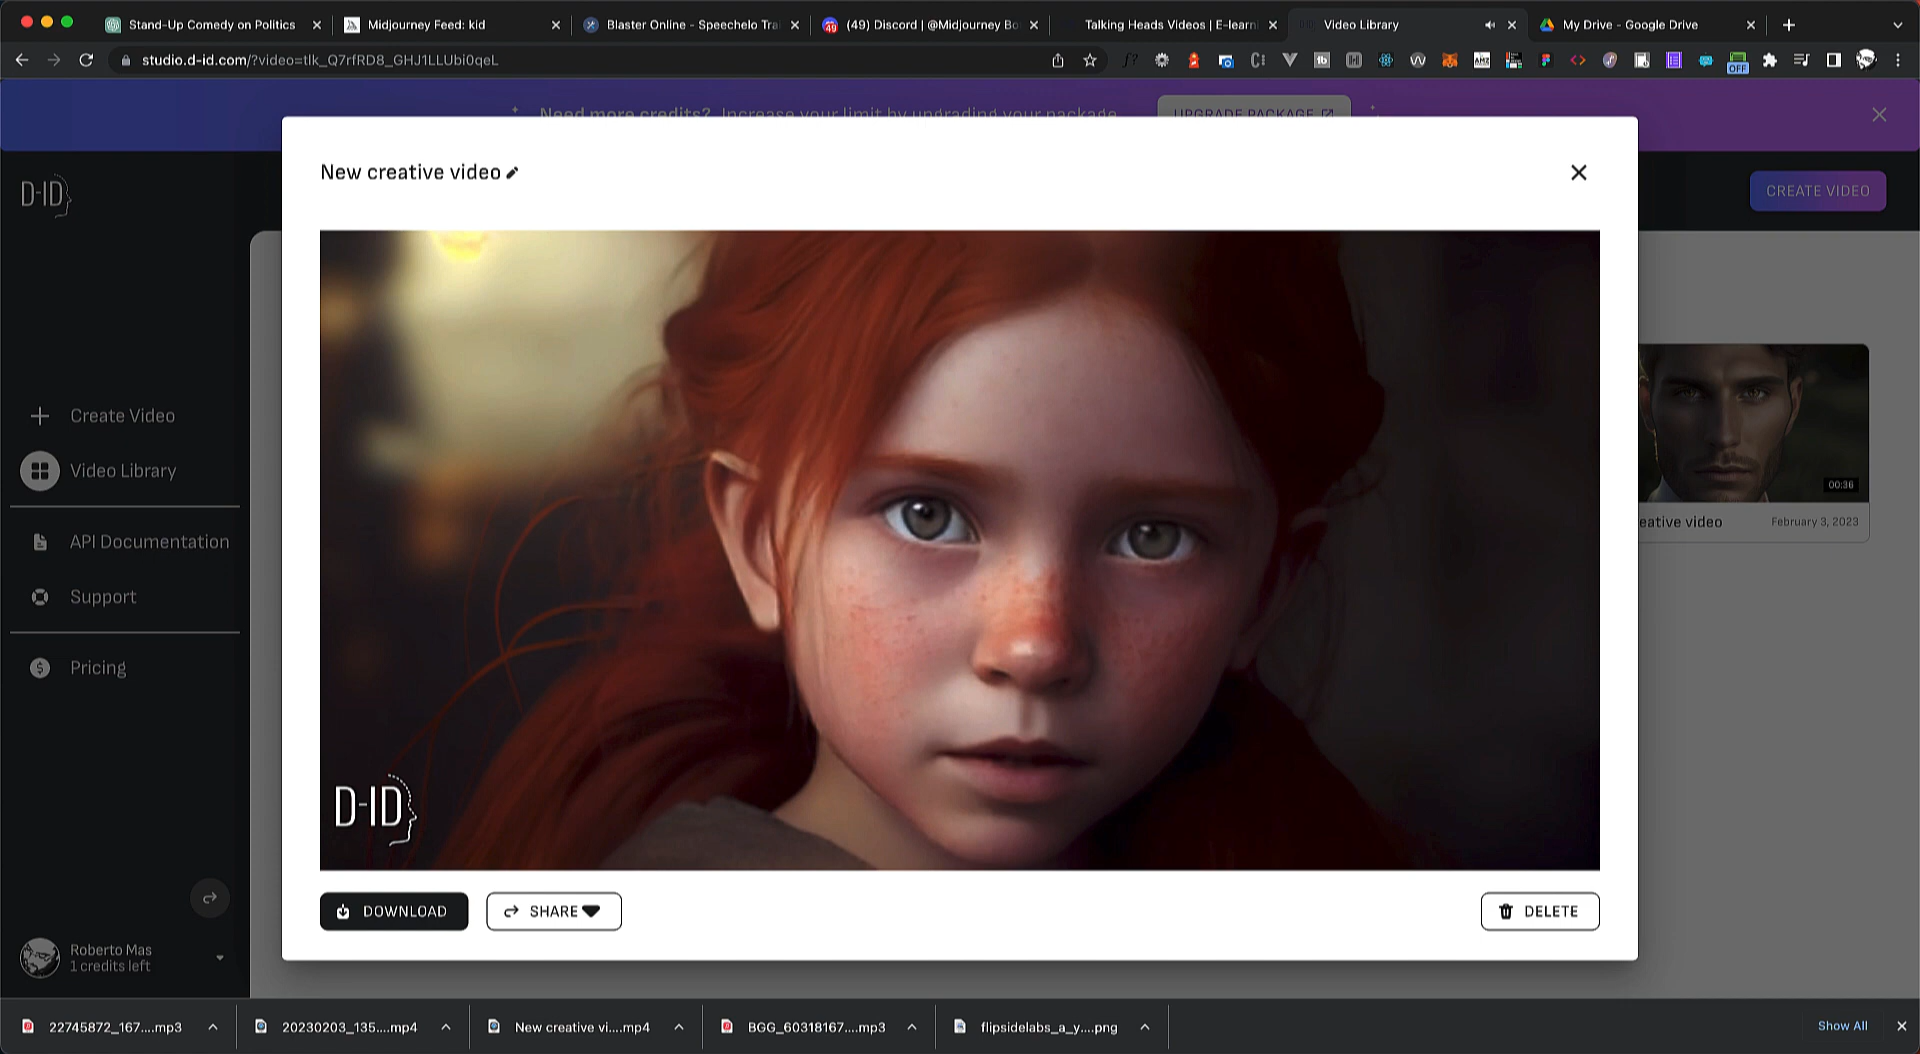 Stand-Up Comedy on Politics
Midjourney Feed: kid
Blaster Online - Speechelo Trai
(49) Discord | @Midjourney Bo
Talking Heads Videos | E-learni
Video Library
My Drive - Google Drive
studio.d-id.com/?video=tlk_Q7rfRD8_GHJ1LLUbi0qeL
OFF
Need more credits? Increase your limit by upgrading your package
UPGRADE PACKAGE
D-ID
New creative video
CREATE VIDEO
Create Video
Video Library
API Documentation
Support
Pricing
00:36
eative video
February 3, 2023
D-ID
DOWNLOAD
SHARE
DELETE
Roberto Mas
1 credits left
22745872_167....mp3
20230203_135....mp4
New creative vi....mp4
BGG_60318167....mp3
flipsidelabs_a_y....png
Show All